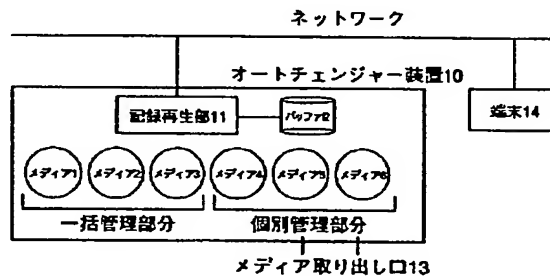 ネットワーク
オートチェンジャー装置10
記録再生部11
バッファ12
端末14
メディア1 メディア2 メディア3 メディア4 メディア5 メディア6
一括管理部分 個別管理部分
メディア取り出し口13